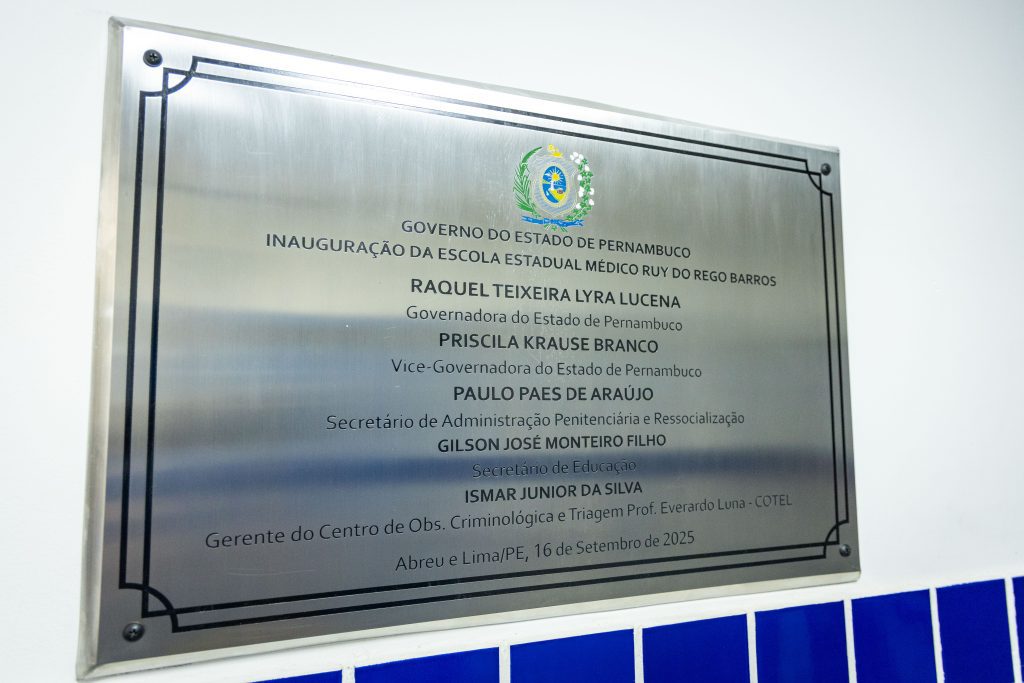 GOVERNO DO ESTADO DE PERNAMBUCO
INAUGURAÇÃO DA ESCOLA ESTADUAL MÉDICO RUY DO REGO BARROS
RAQUEL TEIXEIRA LYRA LUCENA
Governadora do Estado de Pernambuco
PRISCILA KRAUSE BRANCO
Vice-Governadora do Estado de Pernambuco
PAULO PAES DE ARAÚJO
Secretário de Administração Penitenciária e Ressocialização
GILSON JOSÉ MONTEIRO FILHO
Secretário de Educação
ISMAR JUNIOR DA SILVA
Gerente do Centro de Obs. Criminológica e Triagem Prof. Everardo Luna - COTEL
Abreu e Lima/PE, 16 de Setembro de 2025